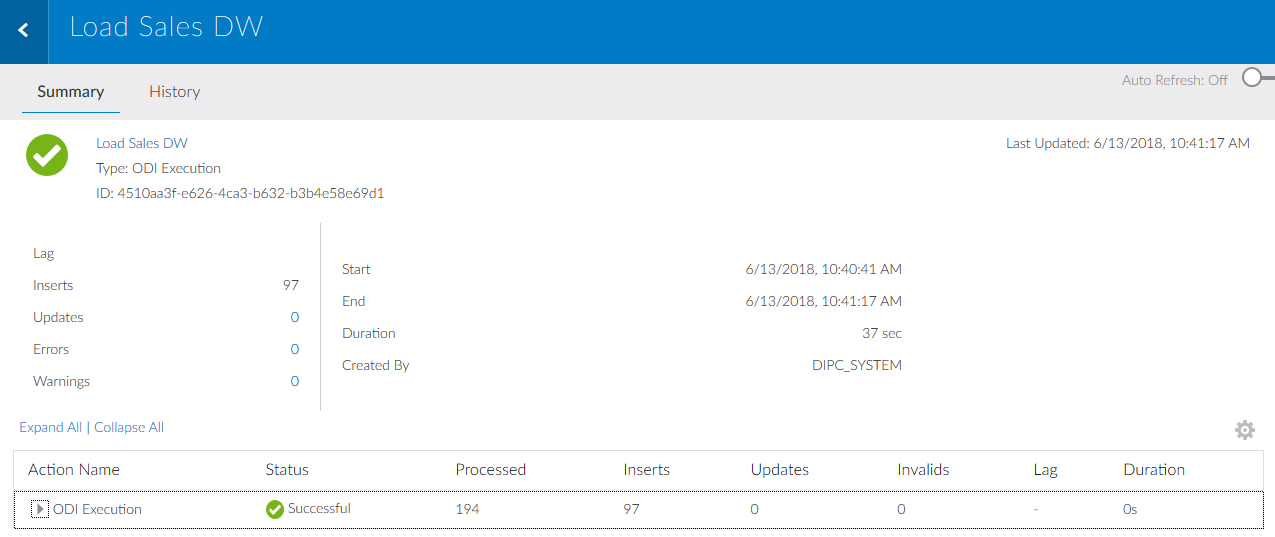 Load Sales DW
Summary History
Auto Refresh: Off
Load Sales DW
Last Updated: 6/13/2018, 10:41:17 AM
Type: ODI Execution
ID: 4510aa3f-e626-4ca3-b632-b3b4e58e69d1
Lag
Inserts 97
Updates 0
Errors 0
Warnings 0
Start 6/13/2018, 10:40:41 AM
End 6/13/2018, 10:41:17 AM
Duration 37 sec
Created By DIPC_SYSTEM
Expand All | Collapse All
Action Name Status Processed Inserts Updates Invalids Lag Duration
ODI Execution Successful 194 97 0 0 - 0s